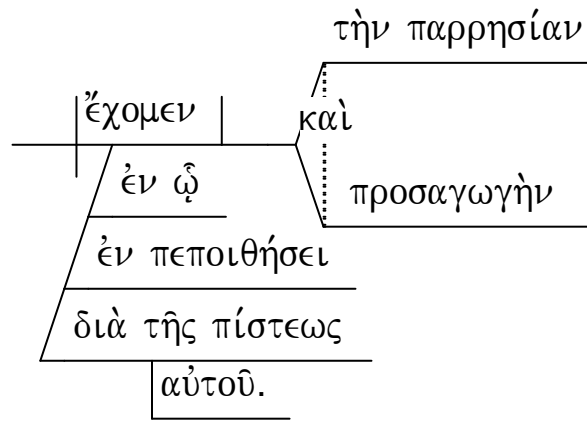 τὴν παρρησίαν
ἔχομεν
καὶ
ἐν ᾧ
προσαγωγὴν
ἐν πεποιθήσει
διὰ τῆς πίστεως
αὐτοῦ.